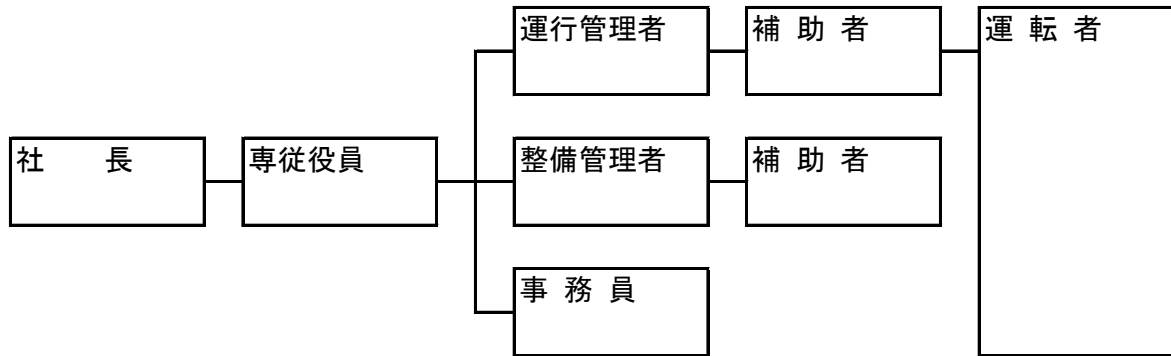 運行管理者
補 助 者
運 転 者
社　　長
専従役員
整備管理者
補 助 者
事 務 員